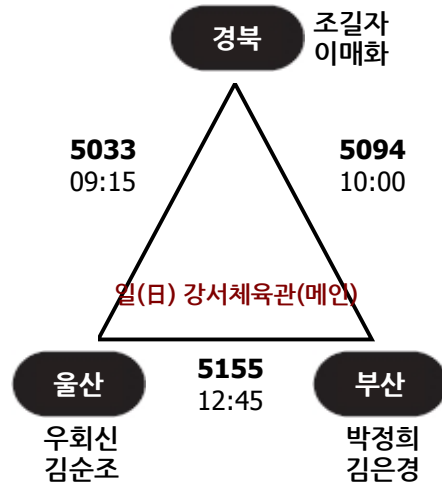 경북
조길자
이매화
5033
09:15
5094
10:00
일(日) 강서체육관(메인)
울산
5155
12:45
부산
우회신
김순조
박정희
김은경